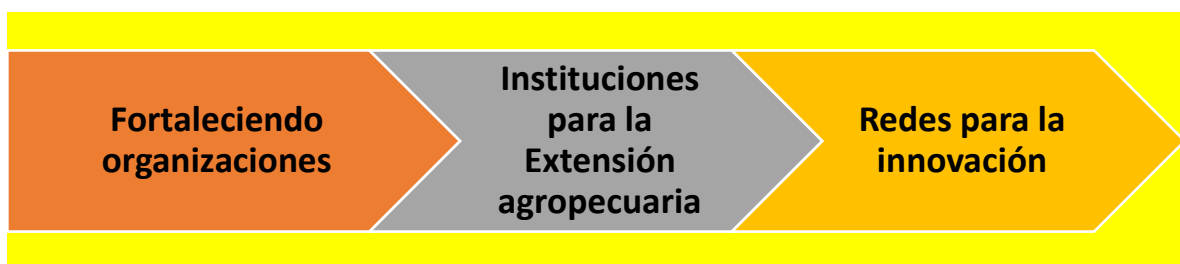 Fortaleciendo
organizaciones
Instituciones
para la
Extensión
agropecuaria
Redes para la
innovación